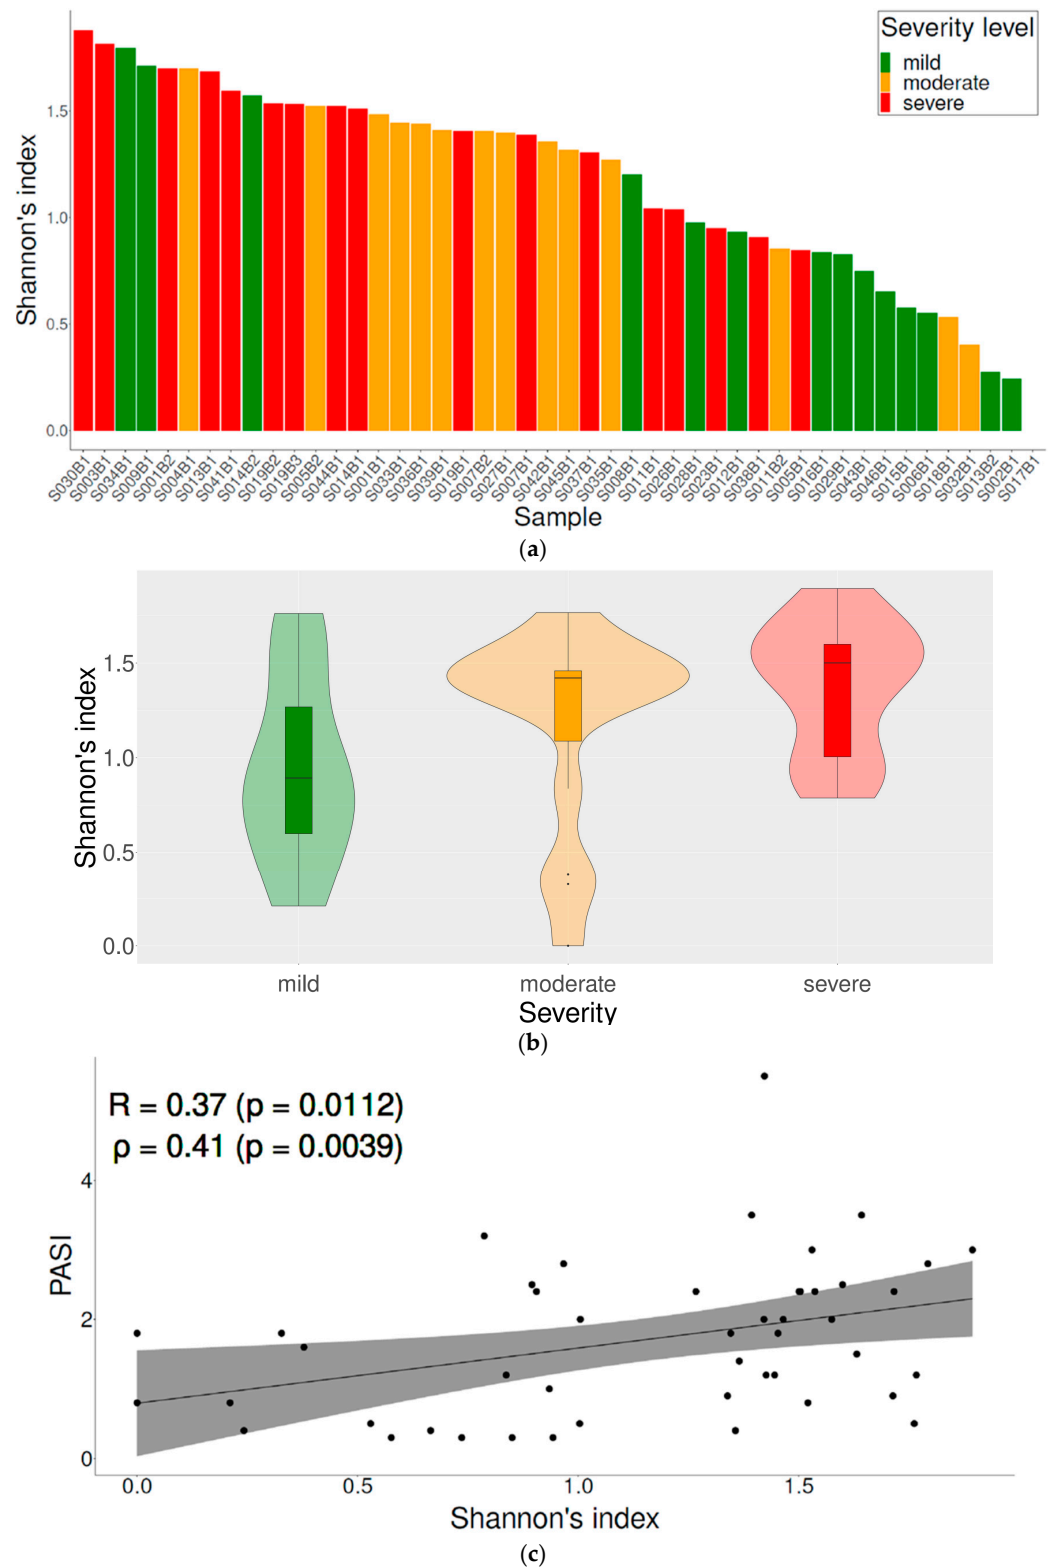 Severity level
mild
moderate
severe
Shannon's index
1.5
1.0
0.5
0.0
S030B1 S003B1 S034B1 S009B1 S001B2 S004B1 S013B1 S041B1 S014B2 S019B2 S019B3 S005B2 S044B1 S014B1 S001B1 S033B1 S036B1 S039B1 S019B1 S007B2 S027B1 S007B1 S042B1 S045B1 S037B1 S035B1 S008B1 S011B1 S026B1 S028B1 S023B1 S012B1 S038B1 S011B2 S005B1 S016B1 S029B1 S043B1 S046B1 S015B1 S006B1 S018B1 S032B1 S013B2 S002B1 S017B1
Sample
(a)
Shannon's index
1.5
1.0
0.5
0.0
mild moderate severe
Severity
(b)
R = 0.37 (p = 0.0112)
ρ = 0.41 (p = 0.0039)
PASI
4
2
0
0.0 0.5 1.0 1.5
Shannon's index
(c)